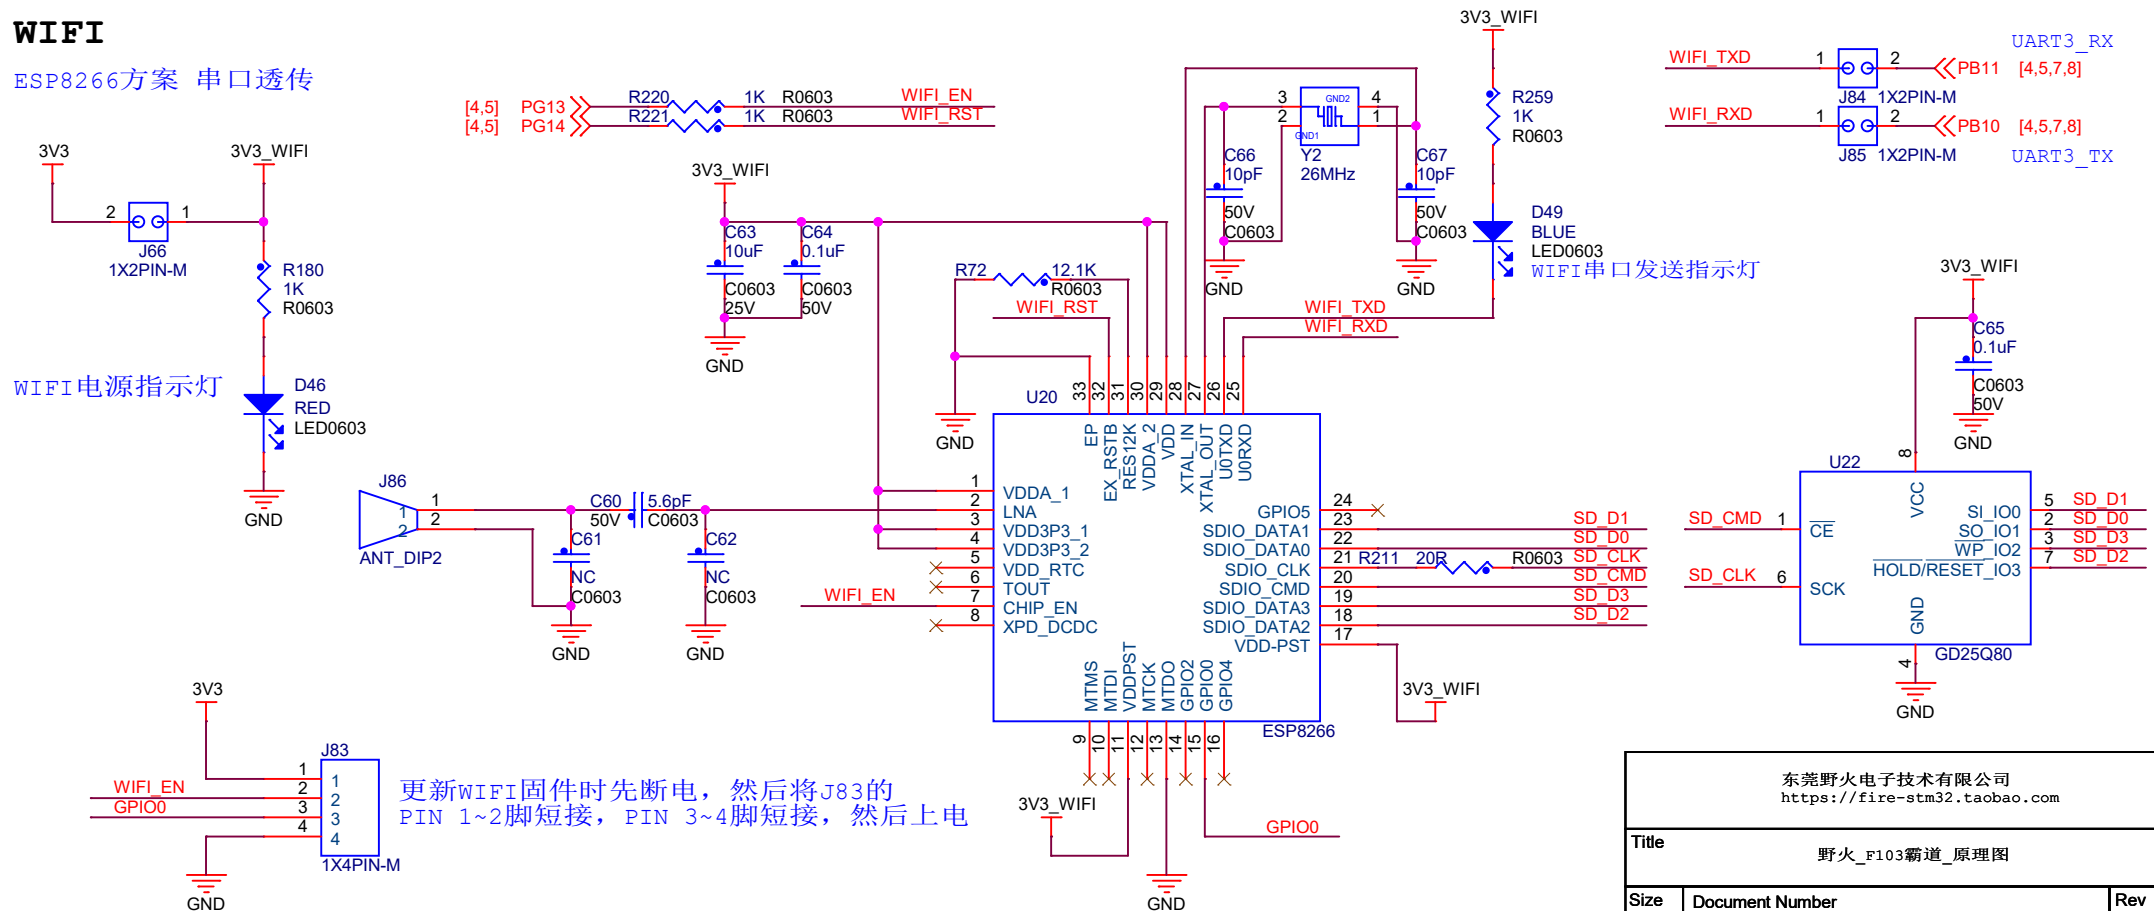 WIFI
ESP8266方案 串口透传
3V3
3V3_WIFI
2
1
J66
1X2PIN-M
R180
1K
R0603
WIFI电源指示灯
D46
RED
LED0603
GND
[4,5] PG13
R220 1K R0603 WIFI_EN
[4,5] PG14
R221 1K R0603 WIFI_RST
3V3_WIFI
C63
10uF
C0603
25V
C64
0.1uF
C0603
50V
GND
R72 12.1K
R0603
WIFI_RST
GND
3 GND2 4
2 GND1 1
Y2
26MHz
C66
10pF
50V
C0603
GND
C67
10pF
50V
C0603
GND
3V3_WIFI
R259
1K
R0603
D49
BLUE
LED0603
WIFI串口发送指示灯
WIFI_TXD
WIFI_RXD
WIFI_TXD 1 2 PB11 [4,5,7,8]
UART3_RX
J84 1X2PIN-M
WIFI_RXD 1 2 PB10 [4,5,7,8]
J85 1X2PIN-M
UART3_TX
J86
1 1
2 2
ANT_DIP2
C60 5.6pF
50V C0603
C61
NC
C0603
GND
C62
NC
C0603
GND
WIFI_EN
U20
33 EP
32 EX_RSTB
31 RES12K
30 VDDA_2
29 VDD
28 XTAL_IN
27 XTAL_OUT
26 U0TXD
25 U0RXD
1 VDDA_1
2 LNA
3 VDD3P3_1
4 VDD3P3_2
5 VDD_RTC
6 TOUT
7 CHIP_EN
8 XPD_DCDC
GPIO5 24
SDIO_DATA1 23 SD_D1
SDIO_DATA0 22 SD_D0
SDIO_CLK 21 R211 20R R0603 SD_CLK
SDIO_CMD 20 SD_CMD
SDIO_DATA3 19 SD_D3
SDIO_DATA2 18 SD_D2
VDD-PST 17
3V3_WIFI
MTMS 9
MTDI 10
VDDPST 11
MTCK 12
MTDO 13
GPIO2 14
GPIO0 15
GPIO4 16
ESP8266
3V3_WIFI
GND
GPIO0
3V3_WIFI
C65
0.1uF
C0603
50V
GND
U22
8 VCC
SD_CMD 1 CE
SD_CLK 6 SCK
SI_IO0 5 SD_D1
SO_IO1 2 SD_D0
WP_IO2 3 SD_D3
HOLD/RESET_IO3 7 SD_D2
GND 4
GD25Q80
GND
3V3
J83
1 1
WIFI_EN 2 2
GPIO0 3 3
4 4
1X4PIN-M
GND
更新WIFI固件时先断电，然后将J83的
PIN 1~2脚短接，PIN 3~4脚短接，然后上电
东莞野火电子技术有限公司
https://fire-stm32.taobao.com
Title
野火_F103霸道_原理图
Size Document Number Rev